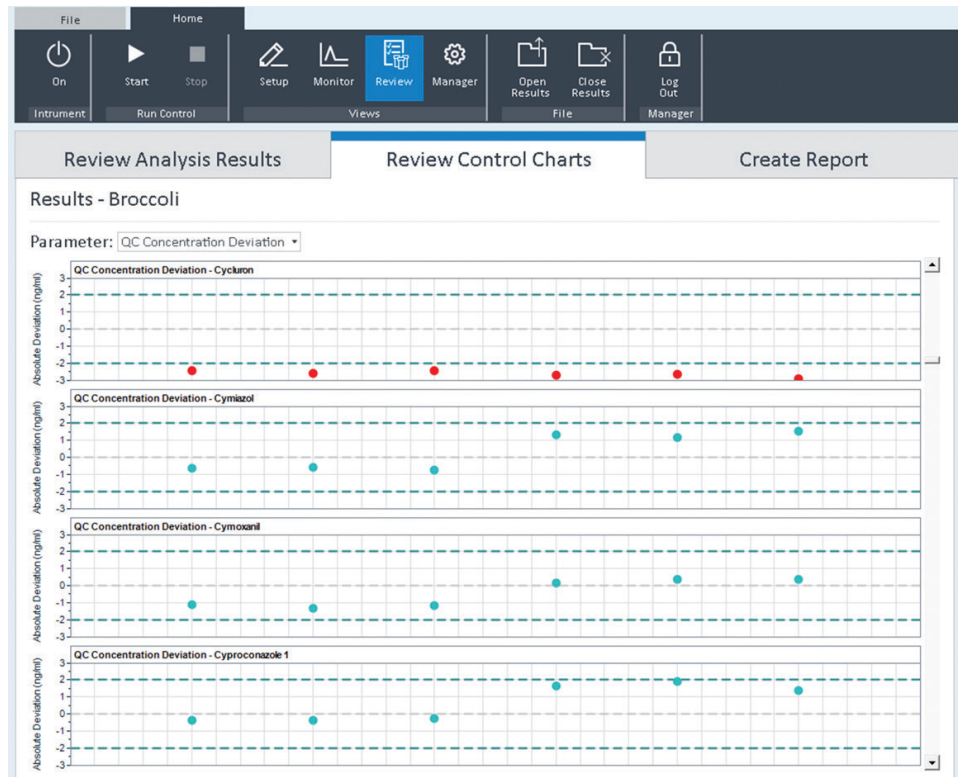 File Home
On Start Stop Setup Monitor Review Manager Open Results Close Results Log Out
Intrument Run Control Views File Manager
Review Analysis Results Review Control Charts Create Report
Results - Broccoli
Parameter: QC Concentration Deviation
QC Concentration Deviation - Cycluron
Absolute Deviation (ng/ml)
3
2
1
0
-1
-2
-3
QC Concentration Deviation - Cymiazol
Absolute Deviation (ng/ml)
3
2
1
0
-1
-2
-3
QC Concentration Deviation - Cymoxanil
Absolute Deviation (ng/ml)
3
2
1
0
-1
-2
-3
QC Concentration Deviation - Cyproconazole 1
Absolute Deviation (ng/ml)
3
2
1
0
-1
-2
-3